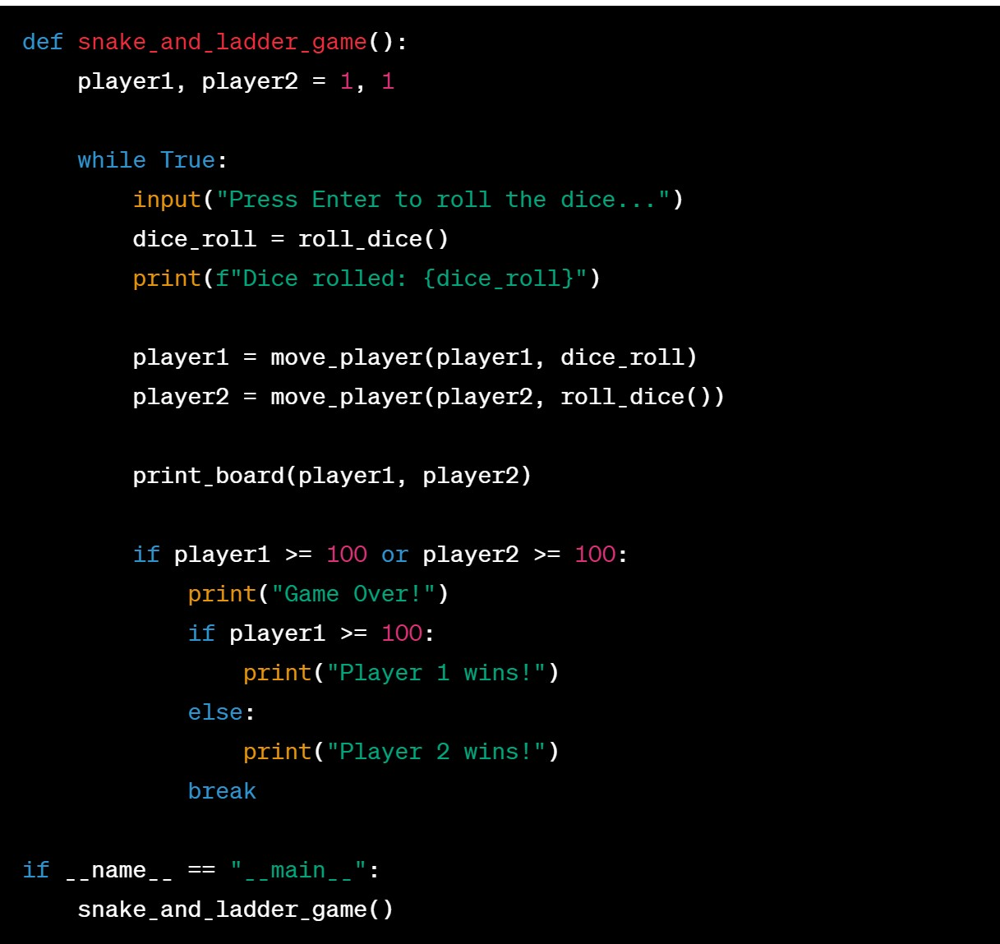 def snake_and_ladder_game():
    player1, player2 = 1, 1
    while True:
        input("Press Enter to roll the dice...")
        dice_roll = roll_dice()
        print(f"Dice rolled: {dice_roll}")
        player1 = move_player(player1, dice_roll)
        player2 = move_player(player2, roll_dice())
        print_board(player1, player2)
        if player1 >= 100 or player2 >= 100:
            print("Game Over!")
            if player1 >= 100:
                print("Player 1 wins!")
            else:
                print("Player 2 wins!")
            break
if __name__ == "__main__":
    snake_and_ladder_game()